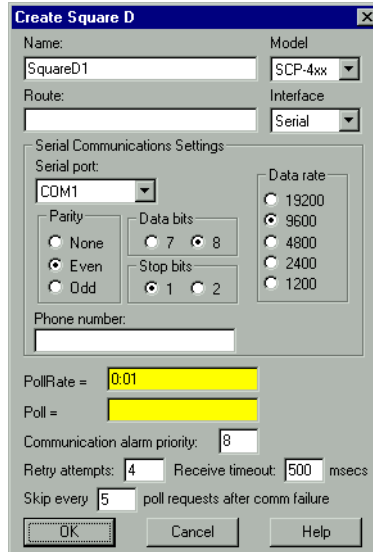 Create Square D
Name: Model
SquareD1 SCP-4xx
Route: Interface
Serial
Serial Communications Settings
Serial port: Data rate
COM1
19200
Parity Data bits 9600
None 7 8 4800
Even Stop bits 2400
Odd 1 2 1200
Phone number:
PollRate = 0:01
Poll =
Communication alarm priority: 8
Retry attempts: 4 Receive timeout: 500 msecs
Skip every 5 poll requests after comm failure
OK Cancel Help